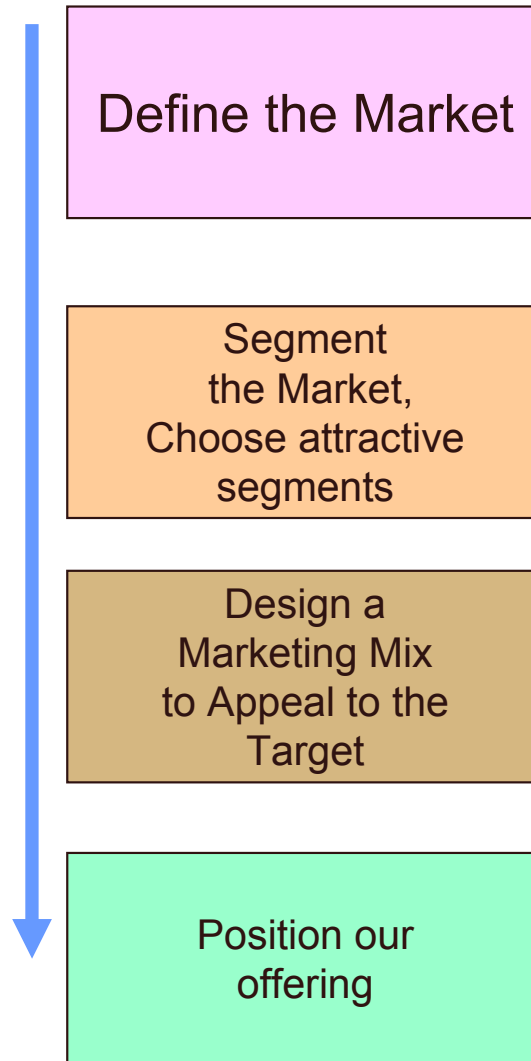 Define the Market
Segment
the Market,
Choose attractive
segments
Design a
Marketing Mix
to Appeal to the
Target
Position our
offering